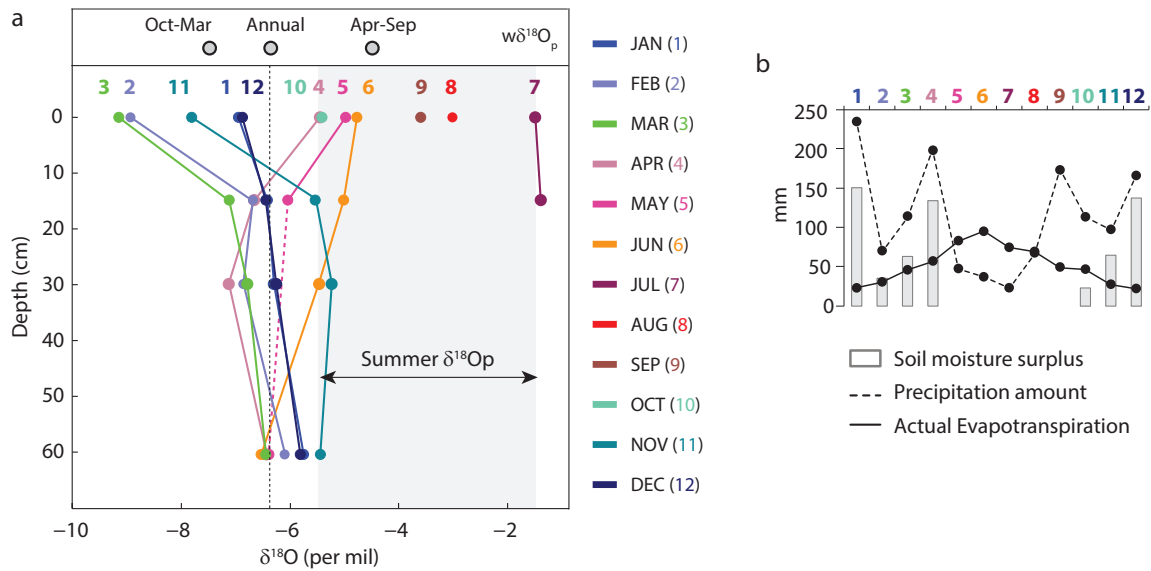 a
Oct-Mar Annual Apr-Sep wδ¹⁸Oₚ
3 2 11 1 12 10 4 5 6 9 8 7
0
10
20
30
40
50
60
Depth (cm)
Summer δ¹⁸Op
−10 −8 −6 −4 −2
δ¹⁸O (per mil)
JAN (1)
FEB (2)
MAR (3)
APR (4)
MAY (5)
JUN (6)
JUL (7)
AUG (8)
SEP (9)
OCT (10)
NOV (11)
DEC (12)
b
1 2 3 4 5 6 7 8 9 10 11 12
250
200
150
100
50
0
mm
Soil moisture surplus
Precipitation amount
Actual Evapotranspiration